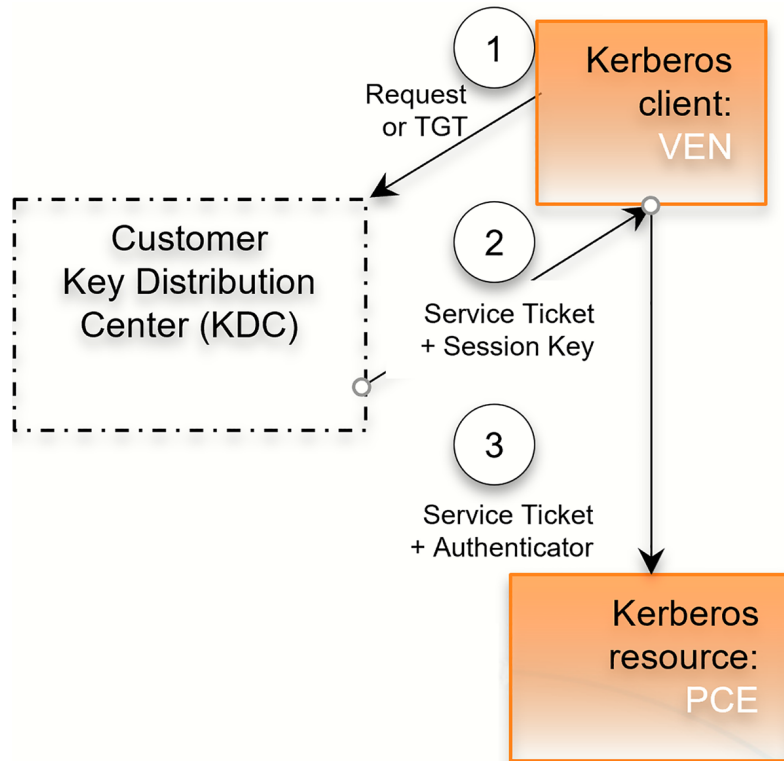 1
Kerberos
client:
VEN
Request
or TGT
Customer
Key Distribution
Center (KDC)
2
Service Ticket
+ Session Key
3
Service Ticket
+ Authenticator
Kerberos
resource:
PCE